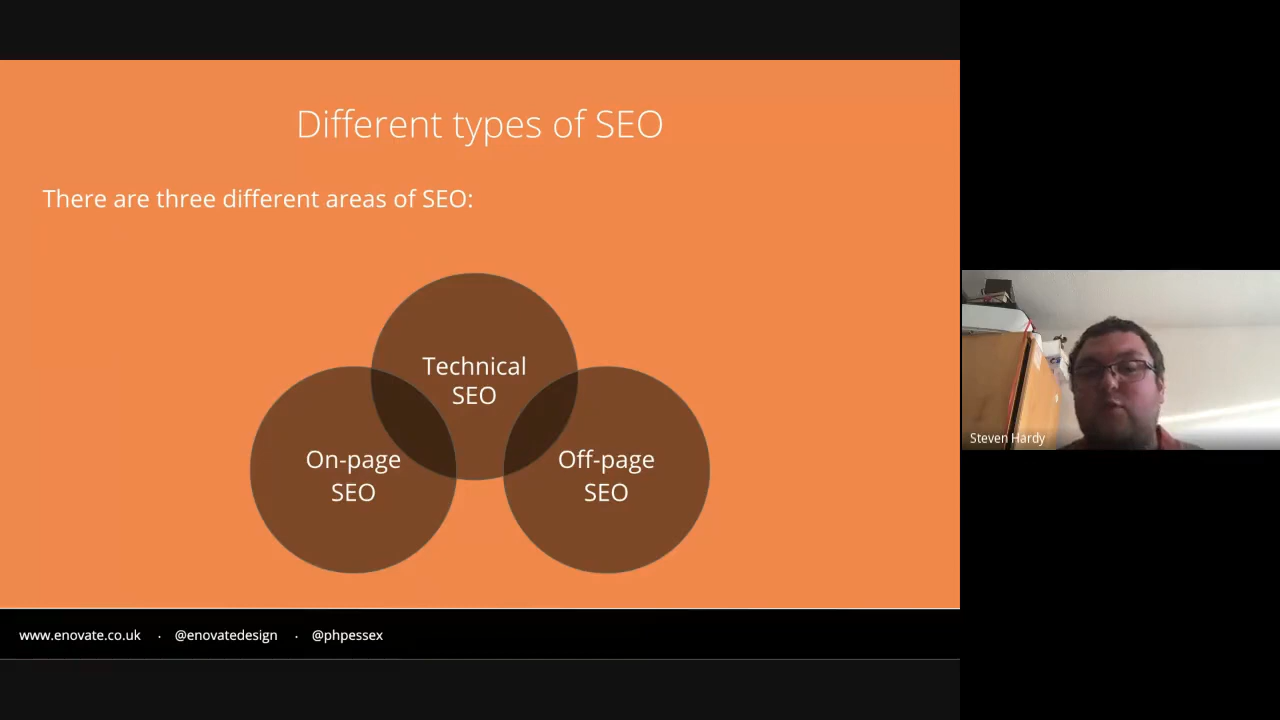 Different types of SEO
There are three different areas of SEO:
Technical
SEO
On-page
SEO
Off-page
SEO
Steven Hardy
www.enovate.co.uk · @enovatedesign · @phpessex